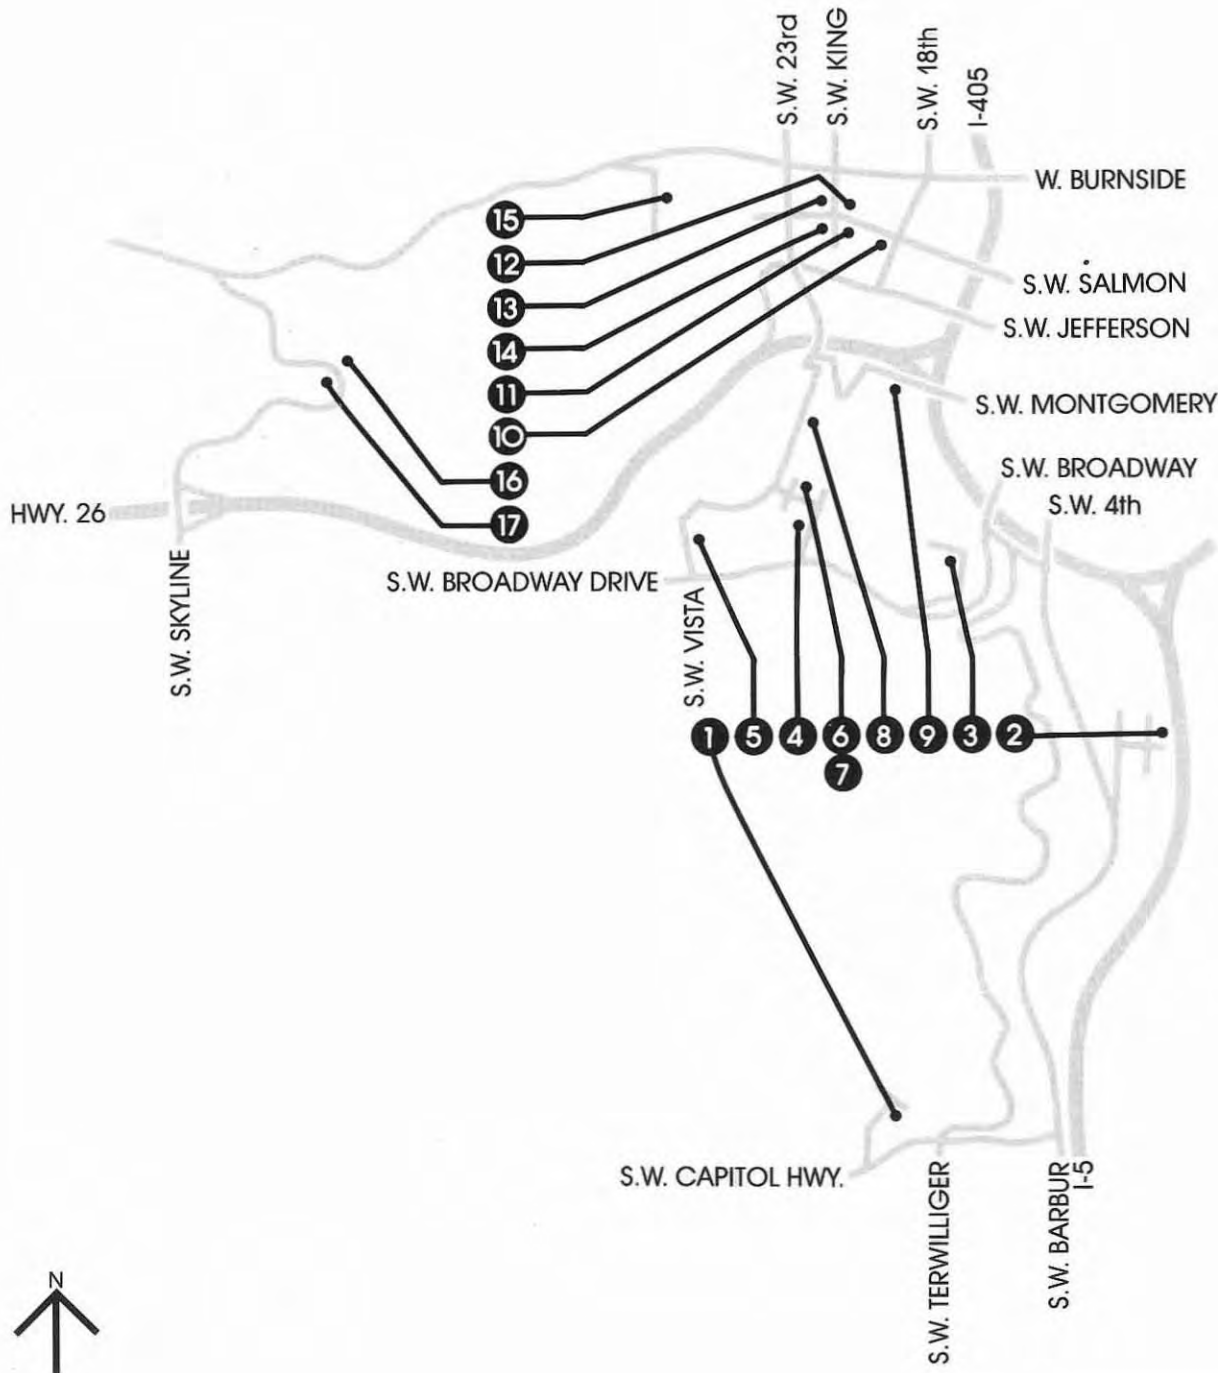 S.W. 23rd
S.W. KING
S.W. 18th
I-405
W. BURNSIDE
15
12
13
14
11
10
16
17
S.W. SALMON
S.W. JEFFERSON
S.W. MONTGOMERY
S.W. BROADWAY
S.W. 4th
HWY. 26
S.W. SKYLINE
S.W. BROADWAY DRIVE
S.W. VISTA
1
5
4
6
8
9
3
2
7
S.W. CAPITOL HWY.
S.W. TERWILLIGER
S.W. BARBUR
I-5
N